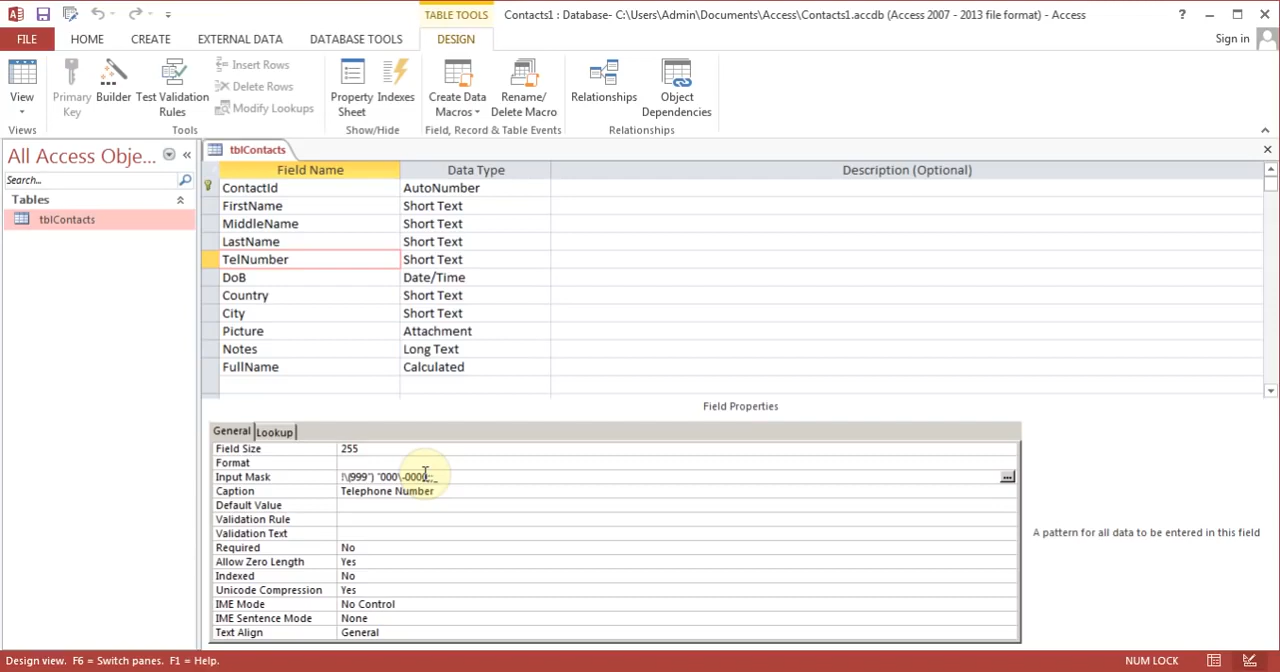 TABLE TOOLS
Contacts1 : Database- C:\Users\Admin\Documents\Access\Contacts1.accdb (Access 2007 - 2013 file format) - Access
?
FILE
HOME
CREATE
EXTERNAL DATA
DATABASE TOOLS
DESIGN
Sign in
View
Primary Key
Builder
Test Validation Rules
Insert Rows
Delete Rows
Modify Lookups
Property Sheet
Indexes
Create Data Macros
Rename/ Delete Macro
Relationships
Object Dependencies
Views
Tools
Show/Hide
Field, Record & Table Events
Relationships
All Access Obje...
Search...
Tables
tblContacts
tblContacts
Field Name Data Type Description (Optional)
ContactId AutoNumber
FirstName Short Text
MiddleName Short Text
LastName Short Text
TelNumber Short Text
DoB Date/Time
Country Short Text
City Short Text
Picture Attachment
Notes Long Text
FullName Calculated
Field Properties
General Lookup
Field Size 255
Format
Input Mask !\(999") "000\-0000;;_
Caption Telephone Number
Default Value
Validation Rule
Validation Text
Required No
Allow Zero Length Yes
Indexed No
Unicode Compression Yes
IME Mode No Control
IME Sentence Mode None
Text Align General
A pattern for all data to be entered in this field
Design view. F6 = Switch panes. F1 = Help.
NUM LOCK